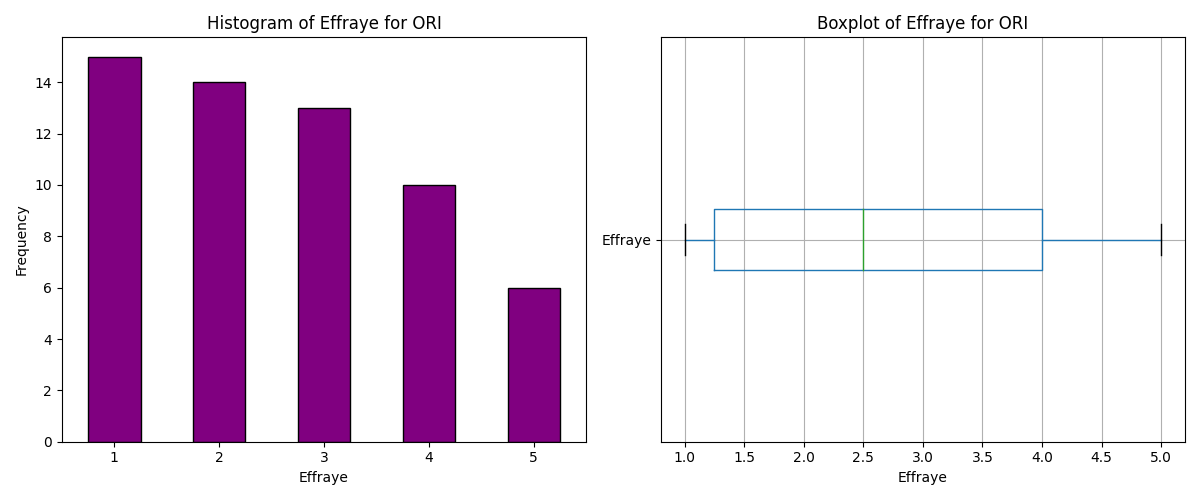 Histogram of Effraye for ORI
Frequency
14
12
10
8
6
4
2
0
1 2 3 4 5
Effraye
Boxplot of Effraye for ORI
Effraye
1.0 1.5 2.0 2.5 3.0 3.5 4.0 4.5 5.0
Effraye